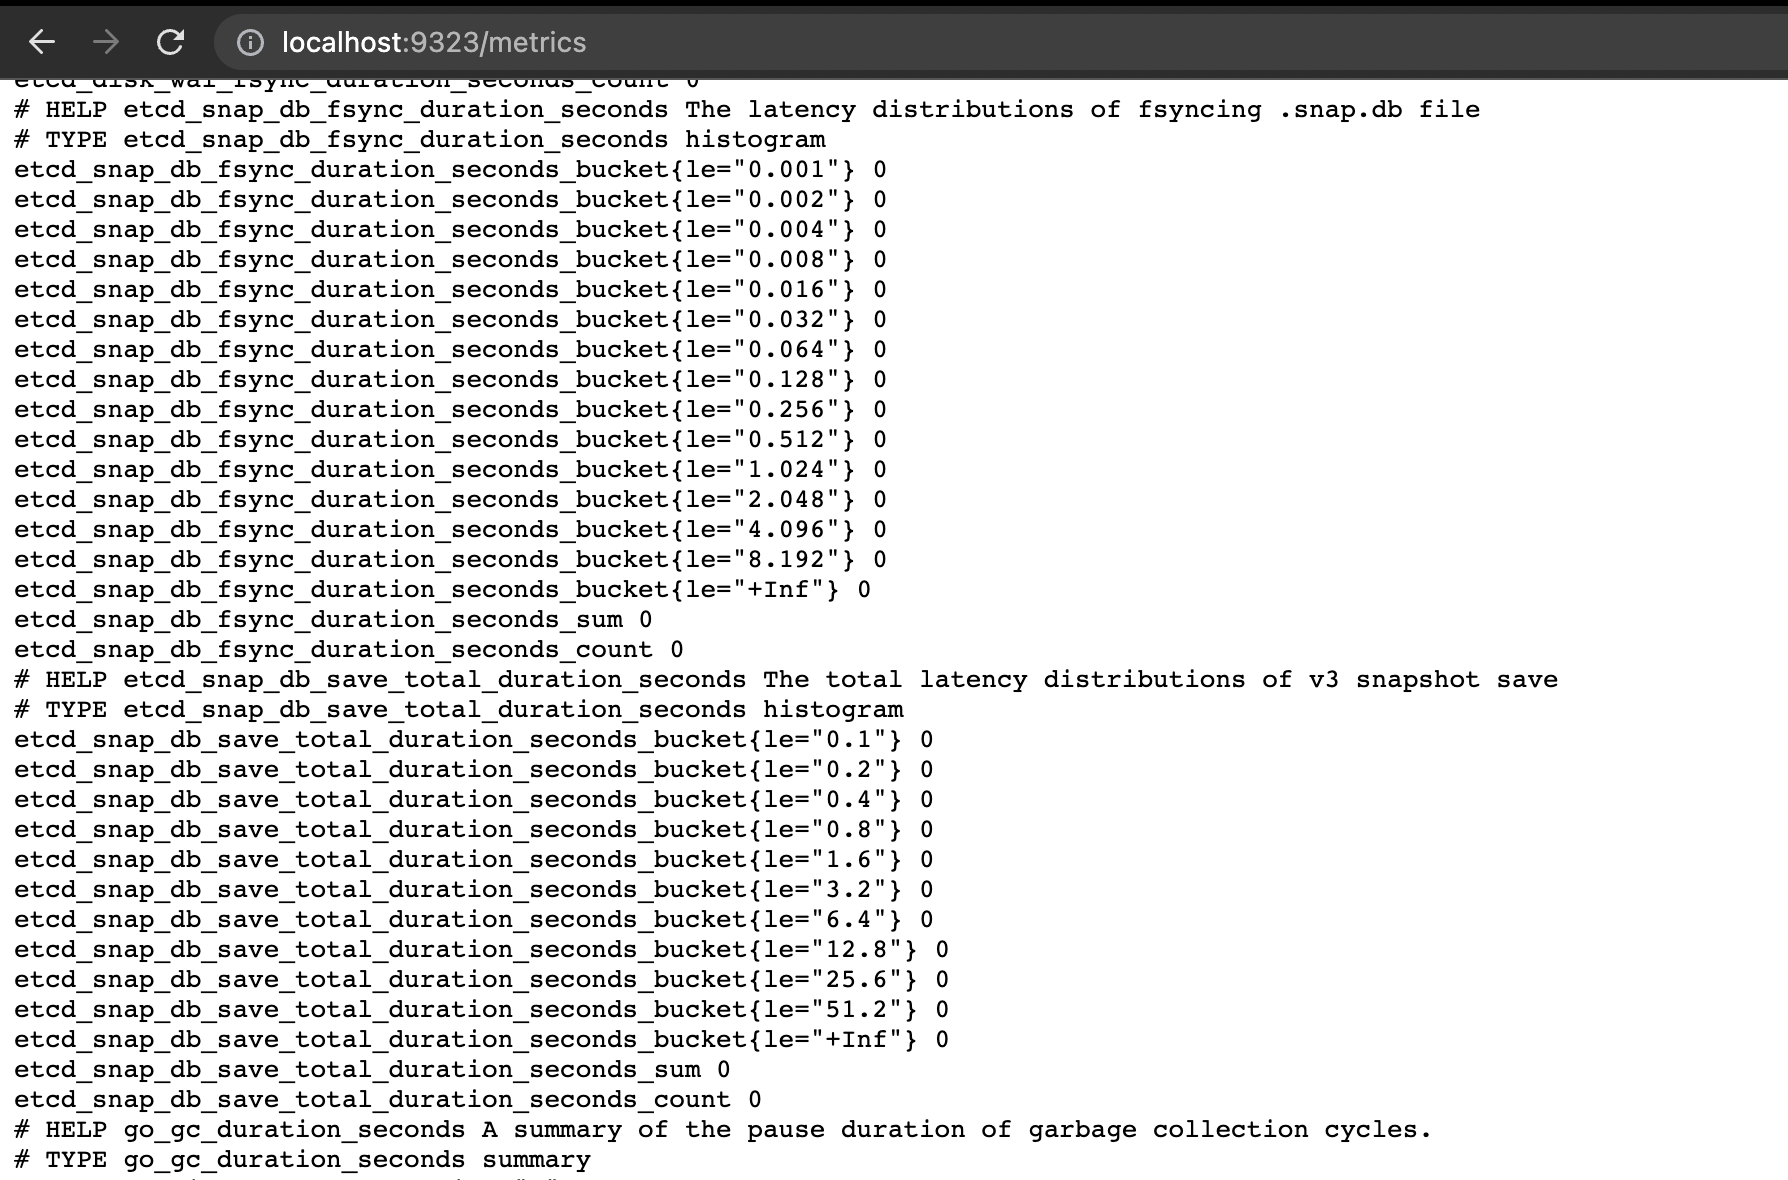 localhost:9323/metrics
etcd_disk_wal_fsync_duration_seconds_count 0
# HELP etcd_snap_db_fsync_duration_seconds The latency distributions of fsyncing .snap.db file
# TYPE etcd_snap_db_fsync_duration_seconds histogram
etcd_snap_db_fsync_duration_seconds_bucket{le="0.001"} 0
etcd_snap_db_fsync_duration_seconds_bucket{le="0.002"} 0
etcd_snap_db_fsync_duration_seconds_bucket{le="0.004"} 0
etcd_snap_db_fsync_duration_seconds_bucket{le="0.008"} 0
etcd_snap_db_fsync_duration_seconds_bucket{le="0.016"} 0
etcd_snap_db_fsync_duration_seconds_bucket{le="0.032"} 0
etcd_snap_db_fsync_duration_seconds_bucket{le="0.064"} 0
etcd_snap_db_fsync_duration_seconds_bucket{le="0.128"} 0
etcd_snap_db_fsync_duration_seconds_bucket{le="0.256"} 0
etcd_snap_db_fsync_duration_seconds_bucket{le="0.512"} 0
etcd_snap_db_fsync_duration_seconds_bucket{le="1.024"} 0
etcd_snap_db_fsync_duration_seconds_bucket{le="2.048"} 0
etcd_snap_db_fsync_duration_seconds_bucket{le="4.096"} 0
etcd_snap_db_fsync_duration_seconds_bucket{le="8.192"} 0
etcd_snap_db_fsync_duration_seconds_bucket{le="+Inf"} 0
etcd_snap_db_fsync_duration_seconds_sum 0
etcd_snap_db_fsync_duration_seconds_count 0
# HELP etcd_snap_db_save_total_duration_seconds The total latency distributions of v3 snapshot save
# TYPE etcd_snap_db_save_total_duration_seconds histogram
etcd_snap_db_save_total_duration_seconds_bucket{le="0.1"} 0
etcd_snap_db_save_total_duration_seconds_bucket{le="0.2"} 0
etcd_snap_db_save_total_duration_seconds_bucket{le="0.4"} 0
etcd_snap_db_save_total_duration_seconds_bucket{le="0.8"} 0
etcd_snap_db_save_total_duration_seconds_bucket{le="1.6"} 0
etcd_snap_db_save_total_duration_seconds_bucket{le="3.2"} 0
etcd_snap_db_save_total_duration_seconds_bucket{le="6.4"} 0
etcd_snap_db_save_total_duration_seconds_bucket{le="12.8"} 0
etcd_snap_db_save_total_duration_seconds_bucket{le="25.6"} 0
etcd_snap_db_save_total_duration_seconds_bucket{le="51.2"} 0
etcd_snap_db_save_total_duration_seconds_bucket{le="+Inf"} 0
etcd_snap_db_save_total_duration_seconds_sum 0
etcd_snap_db_save_total_duration_seconds_count 0
# HELP go_gc_duration_seconds A summary of the pause duration of garbage collection cycles.
# TYPE go_gc_duration_seconds summary